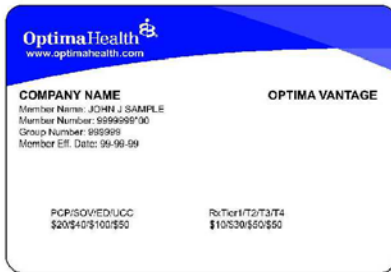 OptimaHealth
www.optimahealth.com
COMPANY NAME OPTIMA VANTAGE
Member Name: JOHN J SAMPLE
Member Number: 9999999*00
Group Number: 999999
Member Eff. Date: 99-99-99
PCP/SOV/ED/UCC RxTier1/T2/T3/T4
$20/$40/$100/$50 $10/$30/$50/$50